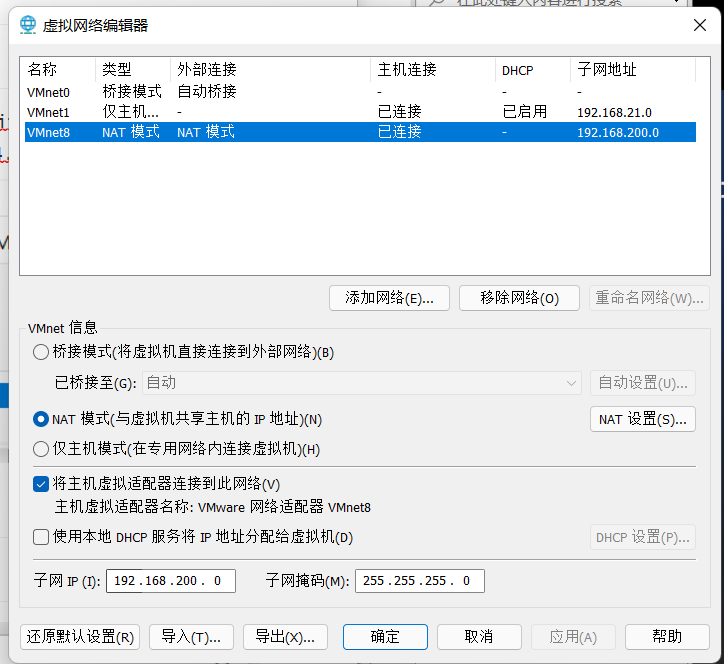 在此处键入内容进行搜索
虚拟网络编辑器
名称 类型 外部连接 主机连接 DHCP 子网地址
VMnet0 桥接模式 自动桥接 - - -
VMnet1 仅主机... - 已连接 已启用 192.168.21.0
VMnet8 NAT 模式 NAT 模式 已连接 - 192.168.200.0
添加网络(E)... 移除网络(O) 重命名网络(W)...
VMnet 信息
桥接模式(将虚拟机直接连接到外部网络)(B)
已桥接至(G): 自动 自动设置(U)...
NAT 模式(与虚拟机共享主机的 IP 地址)(N) NAT 设置(S)...
仅主机模式(在专用网络内连接虚拟机)(H)
将主机虚拟适配器连接到此网络(V)
主机虚拟适配器名称: VMware 网络适配器 VMnet8
使用本地 DHCP 服务将 IP 地址分配给虚拟机(D) DHCP 设置(P)...
子网 IP (I): 192 .168 .200 . 0 子网掩码(M): 255 .255 .255 . 0
还原默认设置(R) 导入(T)... 导出(X)... 确定 取消 应用(A) 帮助